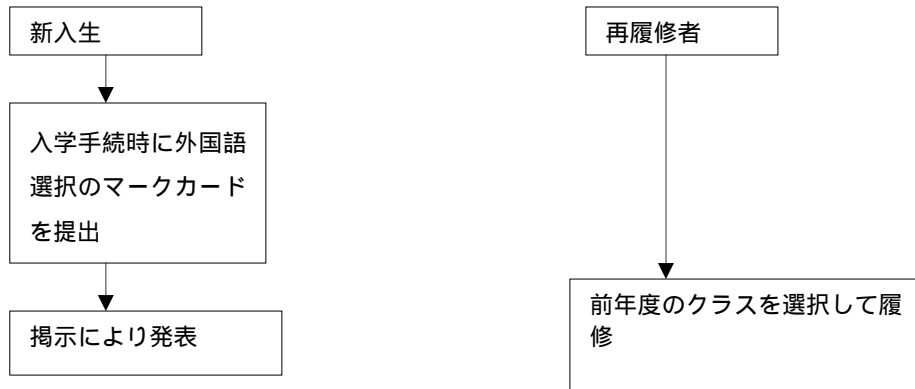 新入生
再履修者
入学手続時に外国語
選択のマークカード
を提出
掲示により発表
前年度のクラスを選択して履
修